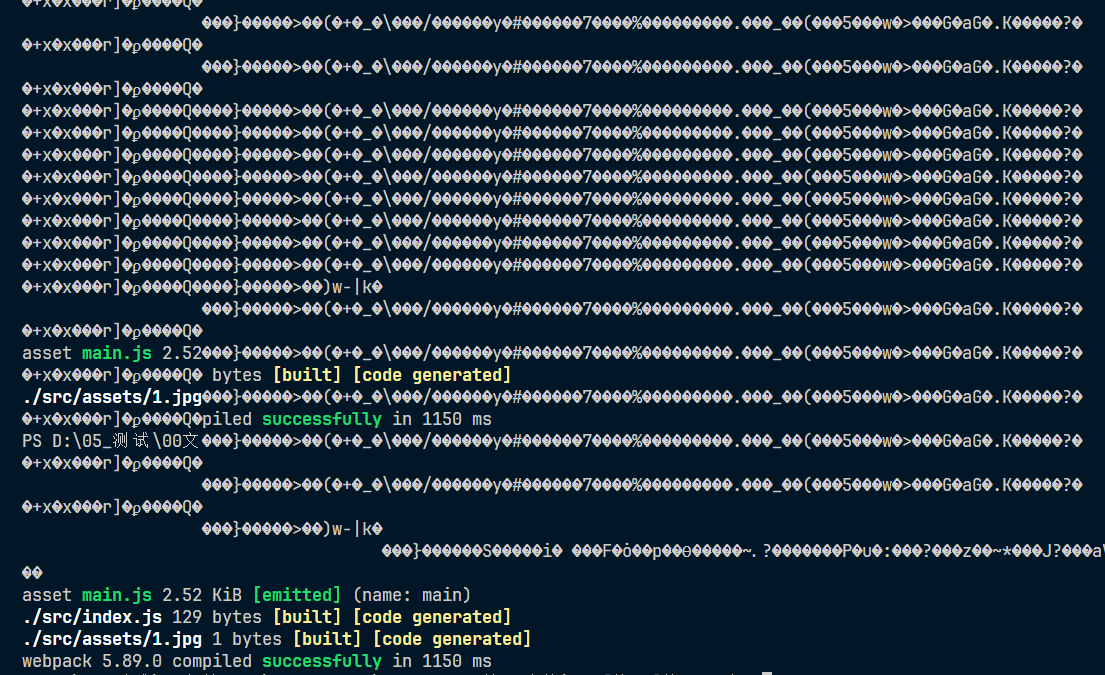 �+x�x���r]�ρ����Q�
���}�����>��(�+�_�\���/������y�#������7����%���������.���_��(���5���w�>���G�aG�.K�����?�
�+x�x���r]�ρ����Q�
���}�����>��(�+�_�\���/������y�#������7����%���������.���_��(���5���w�>���G�aG�.K�����?�
�+x�x���r]�ρ����Q�
�+x�x���r]�ρ����Q����}�����>��(�+�_�\���/������y�#������7����%���������.���_��(���5���w�>���G�aG�.K�����?�
�+x�x���r]�ρ����Q����}�����>��(�+�_�\���/������y�#������7����%���������.���_��(���5���w�>���G�aG�.K�����?�
�+x�x���r]�ρ����Q����}�����>��(�+�_�\���/������y�#������7����%���������.���_��(���5���w�>���G�aG�.K�����?�
�+x�x���r]�ρ����Q����}�����>��(�+�_�\���/������y�#������7����%���������.���_��(���5���w�>���G�aG�.K�����?�
�+x�x���r]�ρ����Q����}�����>��(�+�_�\���/������y�#������7����%���������.���_��(���5���w�>���G�aG�.K�����?�
�+x�x���r]�ρ����Q����}�����>��(�+�_�\���/������y�#������7����%���������.���_��(���5���w�>���G�aG�.K�����?�
�+x�x���r]�ρ����Q����}�����>��(�+�_�\���/������y�#������7����%���������.���_��(���5���w�>���G�aG�.K�����?�
�+x�x���r]�ρ����Q����}�����>��(�+�_�\���/������y�#������7����%���������.���_��(���5���w�>���G�aG�.K�����?�
�+x�x���r]�ρ����Q����}�����>��)w-|k�
���}�����>��(�+�_�\���/������y�#������7����%���������.���_��(���5���w�>���G�aG�.K�����?�
�+x�x���r]�ρ����Q�
asset main.js 2.52���}�����>��(�+�_�\���/������y�#������7����%���������.���_��(���5���w�>���G�aG�.K�����?�
�+x�x���r]�ρ����Q� bytes [built] [code generated]
./src/assets/1.jpg���}�����>��(�+�_�\���/������y�#������7����%���������.���_��(���5���w�>���G�aG�.K�����?�
�+x�x���r]�ρ����Q�piled successfully in 1150 ms
PS D:\05_测试\00文���}�����>��(�+�_�\���/������y�#������7����%���������.���_��(���5���w�>���G�aG�.K�����?�
�+x�x���r]�ρ����Q�
���}�����>��(�+�_�\���/������y�#������7����%���������.���_��(���5���w�>���G�aG�.K�����?�
�+x�x���r]�ρ����Q�
���}�����>��)w-|k�
���}������S�����i� ���F�ȯ��p��ѳ�����~.?�������P�u�:���?���z��~*���J?���a
��
asset main.js 2.52 KiB [emitted] (name: main)
./src/index.js 129 bytes [built] [code generated]
./src/assets/1.jpg 1 bytes [built] [code generated]
webpack 5.89.0 compiled successfully in 1150 ms